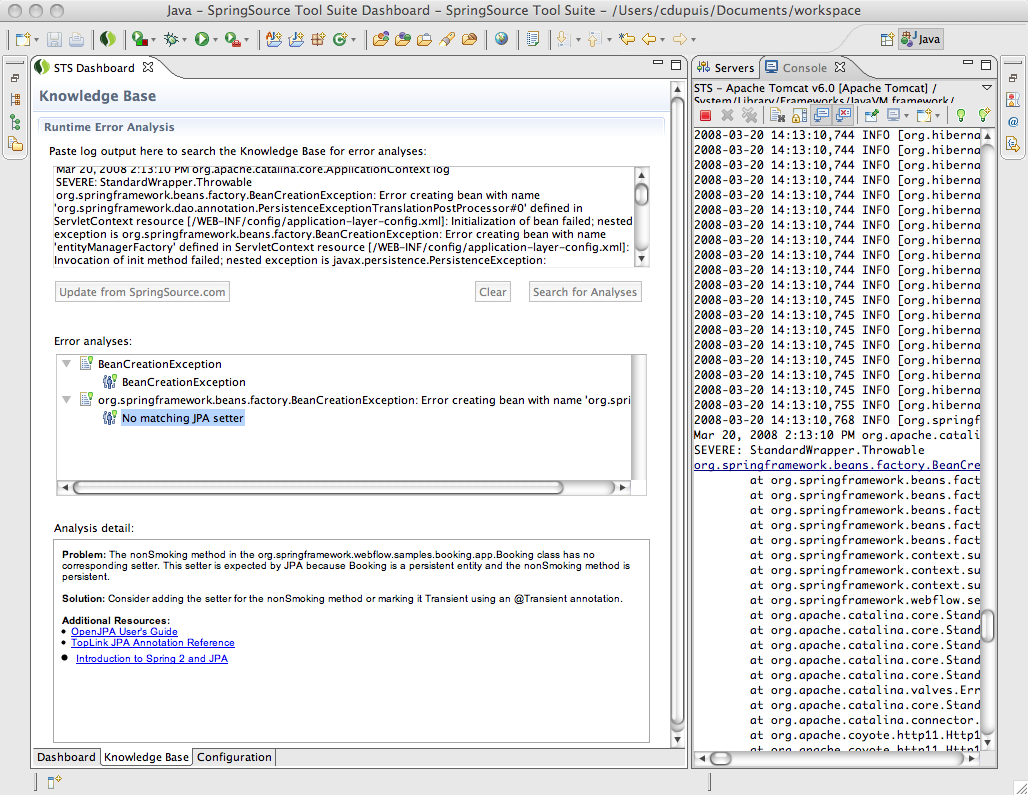 Java – SpringSource Tool Suite Dashboard – SpringSource Tool Suite – /Users/cdupuis/Documents/workspace
Java
STS Dashboard
Knowledge Base
Runtime Error Analysis
Paste log output here to search the Knowledge Base for error analyses:
Mar 20, 2008 2:13:10 PM org.apache.catalina.core.ApplicationContext log
SEVERE: StandardWrapper.Throwable
org.springframework.beans.factory.BeanCreationException: Error creating bean with name
'org.springframework.dao.annotation.PersistenceExceptionTranslationPostProcessor#0' defined in
ServletContext resource [/WEB-INF/config/application-layer-config.xml]: Initialization of bean failed; nested
exception is org.springframework.beans.factory.BeanCreationException: Error creating bean with name
'entityManagerFactory' defined in ServletContext resource [/WEB-INF/config/application-layer-config.xml]:
Invocation of init method failed; nested exception is javax.persistence.PersistenceException:
Update from SpringSource.com
Clear
Search for Analyses
Error analyses:
BeanCreationException
BeanCreationException
org.springframework.beans.factory.BeanCreationException: Error creating bean with name 'org.spri
No matching JPA setter
Analysis detail:
Problem: The nonSmoking method in the org.springframework.webflow.samples.booking.app.Booking class has no
corresponding setter. This setter is expected by JPA because Booking is a persistent entity and the nonSmoking method is
persistent.
Solution: Consider adding the setter for the nonSmoking method or marking it Transient using an @Transient annotation.
Additional Resources:
• OpenJPA User's Guide
• TopLink JPA Annotation Reference
• Introduction to Spring 2 and JPA
Dashboard
Knowledge Base
Configuration
Servers
Console
STS – Apache Tomcat v6.0 [Apache Tomcat] /
System/Library/Frameworks/JavaVM.framework/
2008-03-20 14:13:10,744 INFO [org.hiberna
2008-03-20 14:13:10,744 INFO [org.hiberna
2008-03-20 14:13:10,744 INFO [org.hiberna
2008-03-20 14:13:10,744 INFO [org.hiberna
2008-03-20 14:13:10,744 INFO [org.hiberna
2008-03-20 14:13:10,744 INFO [org.hiberna
2008-03-20 14:13:10,744 INFO [org.hiberna
2008-03-20 14:13:10,744 INFO [org.hiberna
2008-03-20 14:13:10,744 INFO [org.hiberna
2008-03-20 14:13:10,744 INFO [org.hiberna
2008-03-20 14:13:10,744 INFO [org.hiberna
2008-03-20 14:13:10,745 INFO [org.hiberna
2008-03-20 14:13:10,745 INFO [org.hiberna
2008-03-20 14:13:10,745 INFO [org.hiberna
2008-03-20 14:13:10,745 INFO [org.hiberna
2008-03-20 14:13:10,745 INFO [org.hiberna
2008-03-20 14:13:10,745 INFO [org.hiberna
2008-03-20 14:13:10,745 INFO [org.hiberna
2008-03-20 14:13:10,755 INFO [org.hiberna
2008-03-20 14:13:10,768 INFO [org.springf
Mar 20, 2008 2:13:10 PM org.apache.catali
SEVERE: StandardWrapper.Throwable
org.springframework.beans.factory.BeanCre
at org.springframework.beans.fact
at org.springframework.beans.fact
at org.springframework.beans.fact
at org.springframework.beans.fact
at org.springframework.beans.fact
at org.springframework.context.su
at org.springframework.context.su
at org.springframework.context.su
at org.springframework.webflow.se
at org.apache.catalina.core.Stand
at org.apache.catalina.core.Stand
at org.apache.catalina.core.Stand
at org.apache.catalina.core.Stand
at org.apache.catalina.core.Stand
at org.apache.catalina.valves.Err
at org.apache.catalina.core.Stand
at org.apache.catalina.connector.
at org.apache.coyote.http11.Http1
at org.apache.coyote.http11.Http1